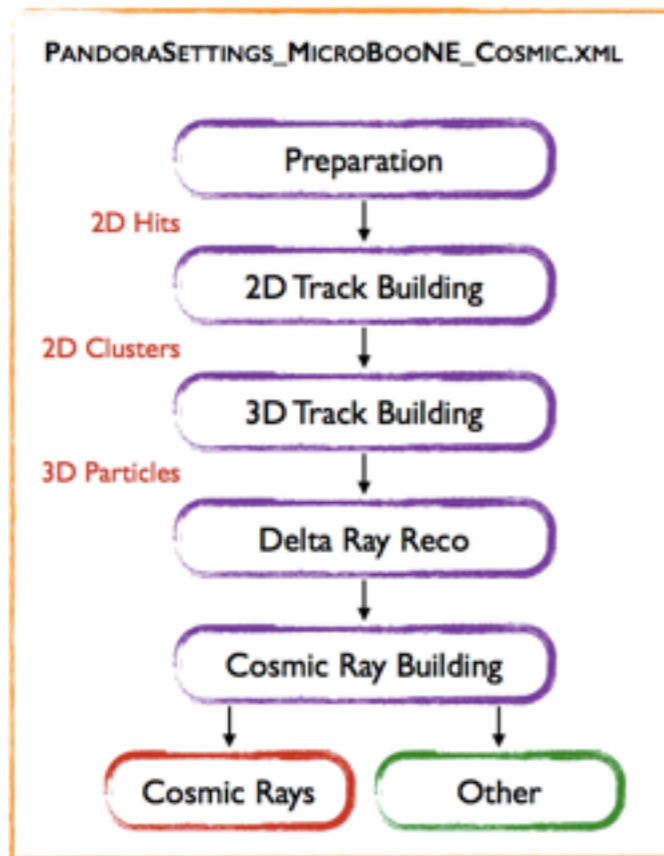 PANDORASETTINGS_MICROBOONE_COSMIC.XML
Preparation
2D Hits
2D Track Building
2D Clusters
3D Track Building
3D Particles
Delta Ray Reco
Cosmic Ray Building
Cosmic Rays
Other